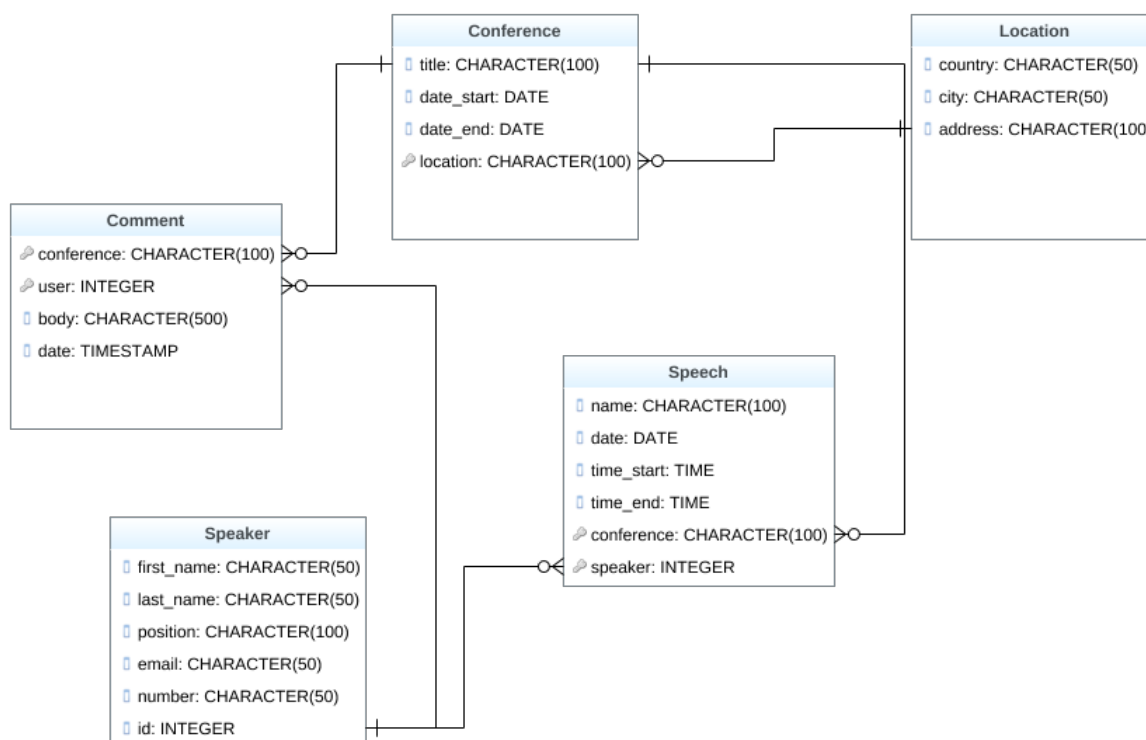 Conference
title: CHARACTER(100)
date_start: DATE
date_end: DATE
location: CHARACTER(100)
Location
country: CHARACTER(50)
city: CHARACTER(50)
address: CHARACTER(100
Comment
conference: CHARACTER(100)
user: INTEGER
body: CHARACTER(500)
date: TIMESTAMP
Speech
name: CHARACTER(100)
date: DATE
time_start: TIME
time_end: TIME
conference: CHARACTER(100)
speaker: INTEGER
Speaker
first_name: CHARACTER(50)
last_name: CHARACTER(50)
position: CHARACTER(100)
email: CHARACTER(50)
number: CHARACTER(50)
id: INTEGER